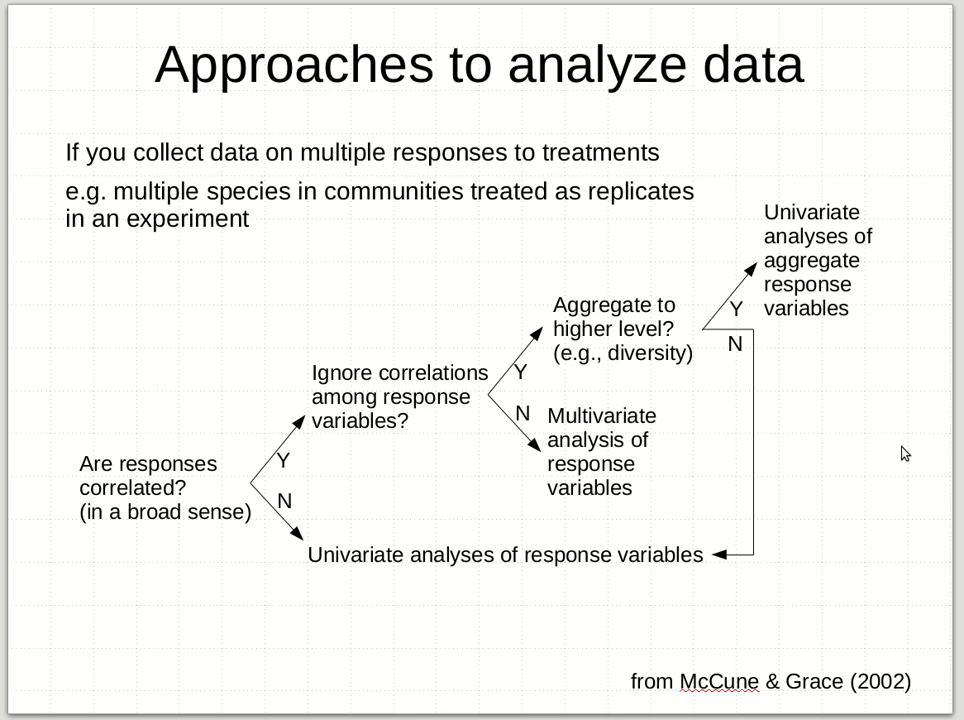 Approaches to analyze data
If you collect data on multiple responses to treatments
e.g. multiple species in communities treated as replicates
in an experiment
Univariate
analyses of
aggregate
response
variables
Y
N
Aggregate to
higher level?
(e.g., diversity)
Y
N
Ignore correlations
among response
variables?
Multivariate
analysis of
response
variables
Are responses
correlated?
(in a broad sense)
Y
N
Univariate analyses of response variables
from McCune & Grace (2002)